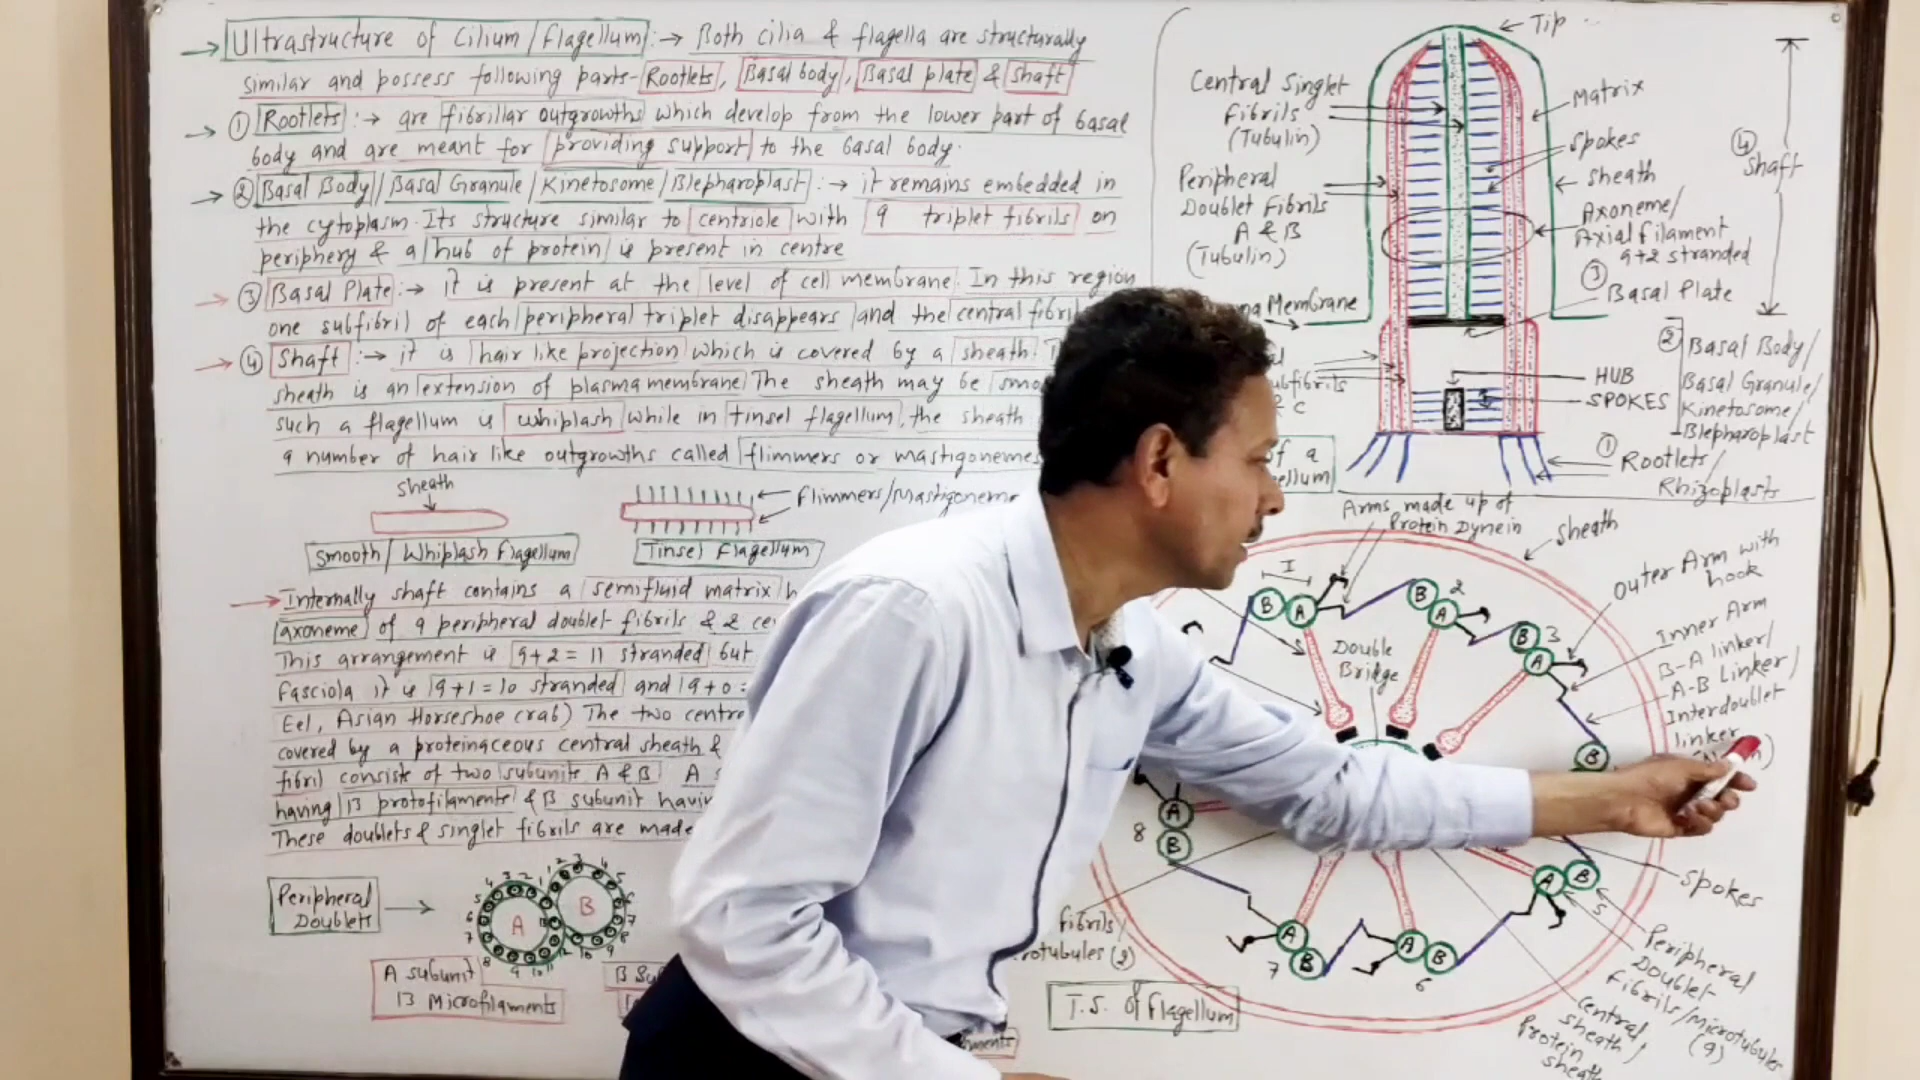 Ultrastructure of Cilium/Flagellum :→ Both cilia & flagella are structurally
similar and possess following parts- Rootlets, Basal body, Basal plate & shaft
→ ① Rootlets :→ are fibrillar outgrowths which develop from the lower part of basal
body and are meant for providing support to the basal body.
→ ② Basal Body/Basal Granule/Kinetosome/Blepharoplast :→ it remains embedded in
the cytoplasm. Its structure similar to centriole with 9 triplet fibrils on
periphery & a hub of protein is present in centre
→ ③ Basal Plate :→ it is present at the level of cell membrane. In this region
one subfibril of each peripheral triplet disappears and the central
→ ④ Shaft :→ it is hair like projection which is covered by a sheath.
sheath is an extension of plasma membrane The sheath may be
such a flagellum is whiplash while in tinsel flagellum, the sheath
a number of hair like outgrowths called flimmers or mastigonemes
sheath
Flimmers/Mastigoneme
Smooth/Whiplash Flagellum
Tinsel Flagellum
→ Internally shaft contains a semifluid matrix
axoneme of 9 peripheral doublet fibrils & 2
This arrangement is 9+2 = 11 stranded but
Fasciola it is 9+1=10 stranded and 9+0=
Eel, Asian Horseshoe crab) The two
covered by a proteinaceous central sheath &
fibril consists of two subunits A & B A
having 13 protofilaments & B subunit
These doublets & singlet fibrils are made
Peripheral
Doublets →
A
B
A subunit
13 Microfilaments
Tip
Central Singlet
Fibrils
(Tubulin)
Matrix
Spokes
Sheath
④
Shaft
Peripheral
Doublet Fibrils
A & B
(Tubulin)
Axoneme/
Axial filament
9+2 stranded
③
Basal Plate
Membrane
②
Basal Body/
Basal Granule/
Kinetosome/
Blepharoplast
HUB
SPOKES
& C
①
Rootlets/
Rhizoplasts
of a
Arms made up of
Protein Dynein
Sheath
Outer Arm with
hook
Inner Arm
B-A linker/
A-B Linker/
Interdoublet
linker
I
B A
B 2
A
B 3
A
B
Double
Bridge
8
A
B
7
A
B
A B
6
A B
5
Spokes
Peripheral
Doublet
Fibrils/microtubules
(9)
Central
sheath/
Protein
sheath
Fibrils/
(2)
T.S. of Flagellum